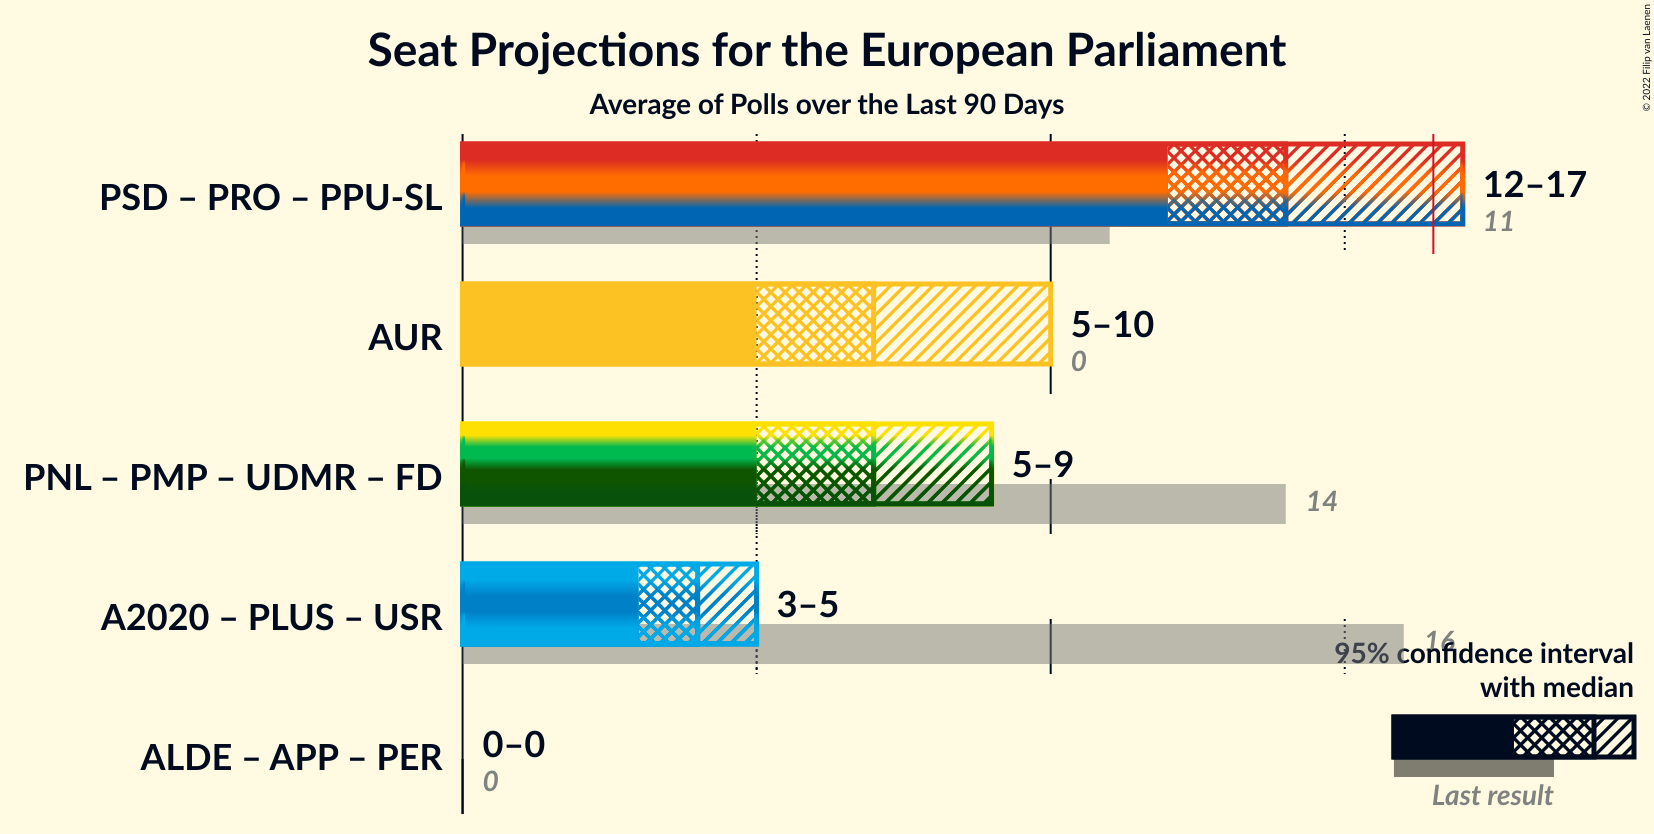 Seat Projections for the European Parliament
Average of Polls over the Last 90 Days
© 2022 Filip van Laenen
PSD – PRO – PPU-SL
12–17
11
AUR
5–10
0
PNL – PMP – UDMR – FD
5–9
14
A2020 – PLUS – USR
3–5
16
ALDE – APP – PER
0–0
0
95% confidence interval
with median
Last result